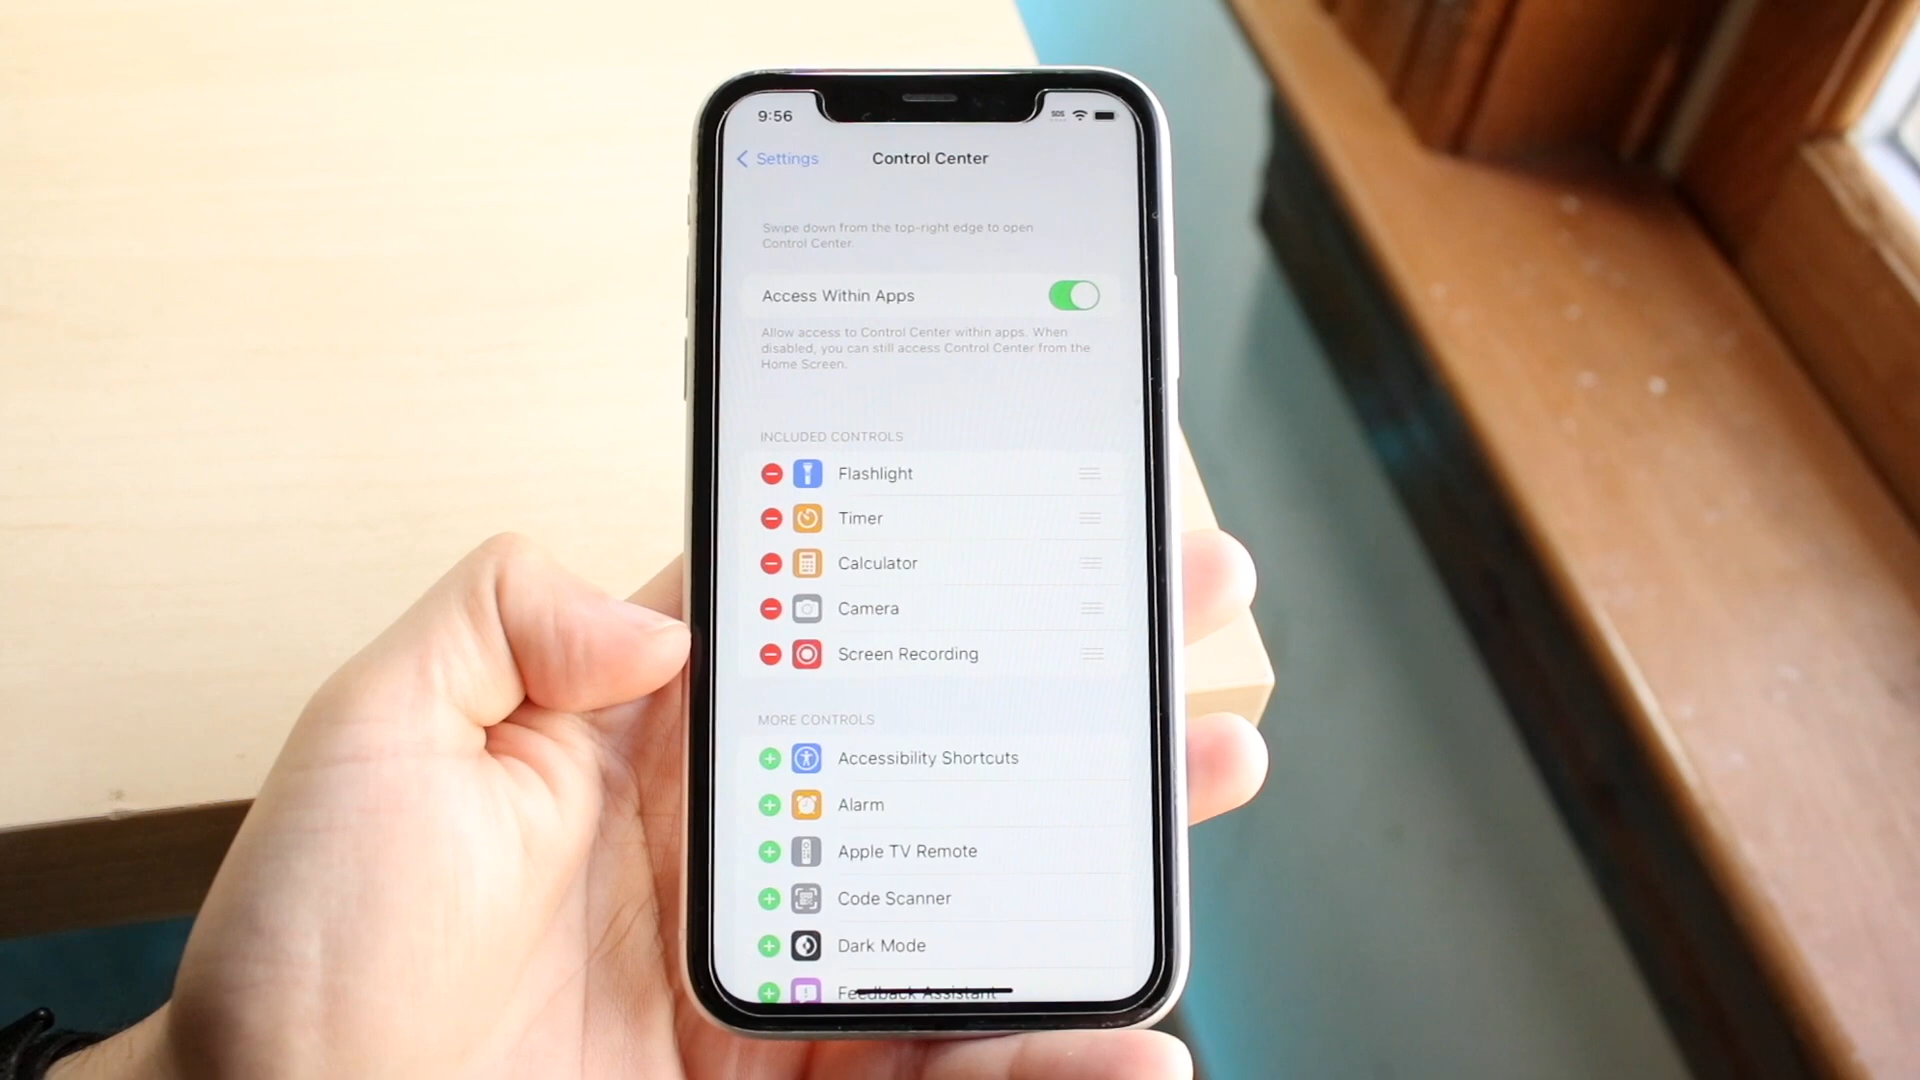 9:56
SOS
Settings
Control Center
Swipe down from the top-right edge to open
Control Center.
Access Within Apps
Allow access to Control Center within apps. When
disabled, you can still access Control Center from the
Home Screen.
INCLUDED CONTROLS
Flashlight
Timer
Calculator
Camera
Screen Recording
MORE CONTROLS
Accessibility Shortcuts
Alarm
Apple TV Remote
Code Scanner
Dark Mode
Feedback Assistant